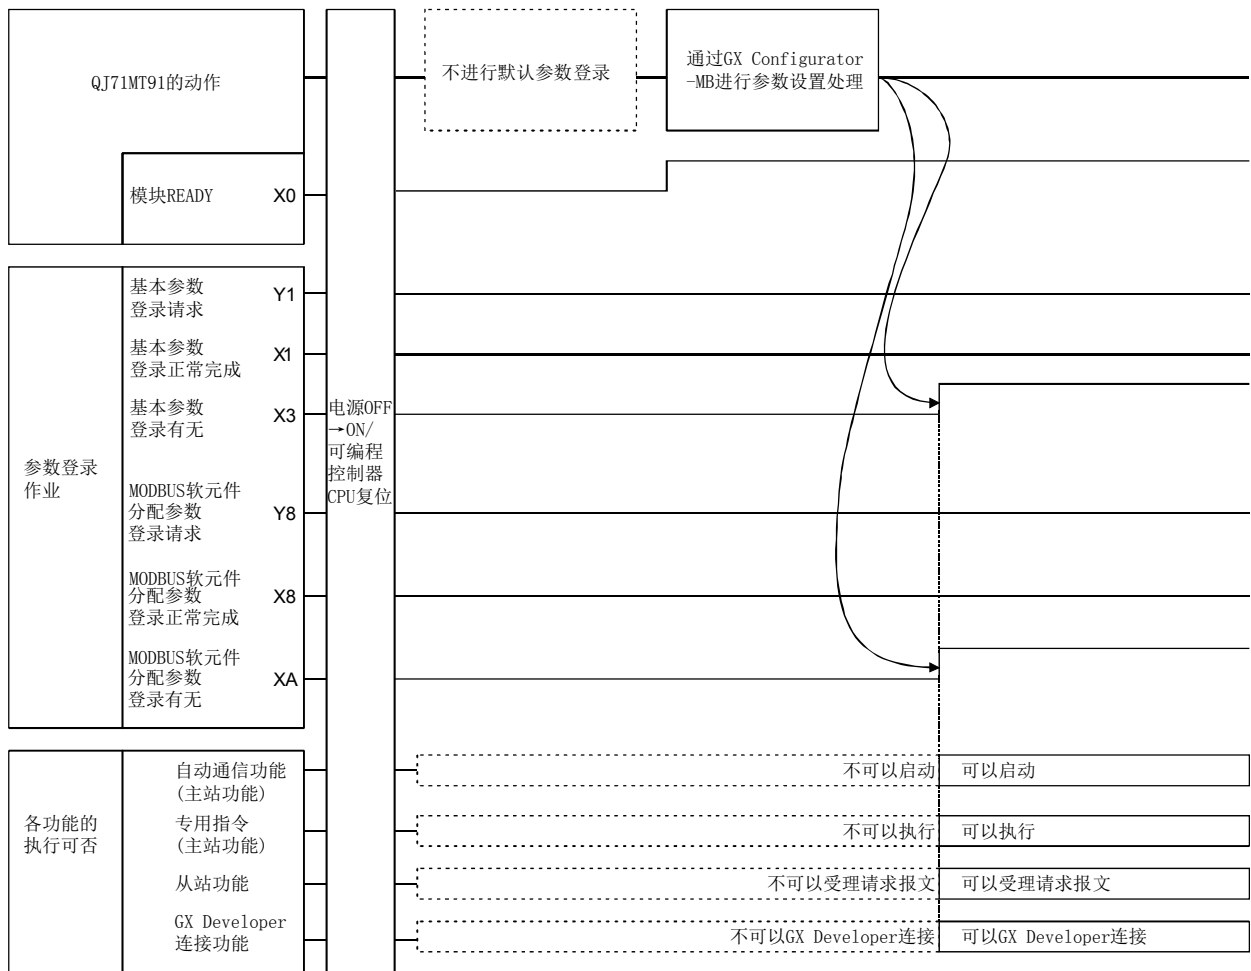 QJ71MT91的动作
不进行默认参数登录
通过GX Configurator
-MB进行参数设置处理
模块READY X0
基本参数
登录请求
Y1
基本参数
登录正常完成
X1
基本参数
登录有无
X3
电源OFF
→ON/
可编程
控制器
CPU复位
参数登录
作业
MODBUS软元件
分配参数
登录请求
Y8
MODBUS软元件
分配参数
登录正常完成
X8
MODBUS软元件
分配参数
登录有无
XA
各功能的
执行可否
自动通信功能
(主站功能)
不可以启动 可以启动
专用指令
(主站功能)
不可以执行 可以执行
从站功能
不可以受理请求报文 可以受理请求报文
GX Developer
连接功能
不可以GX Developer连接 可以GX Developer连接